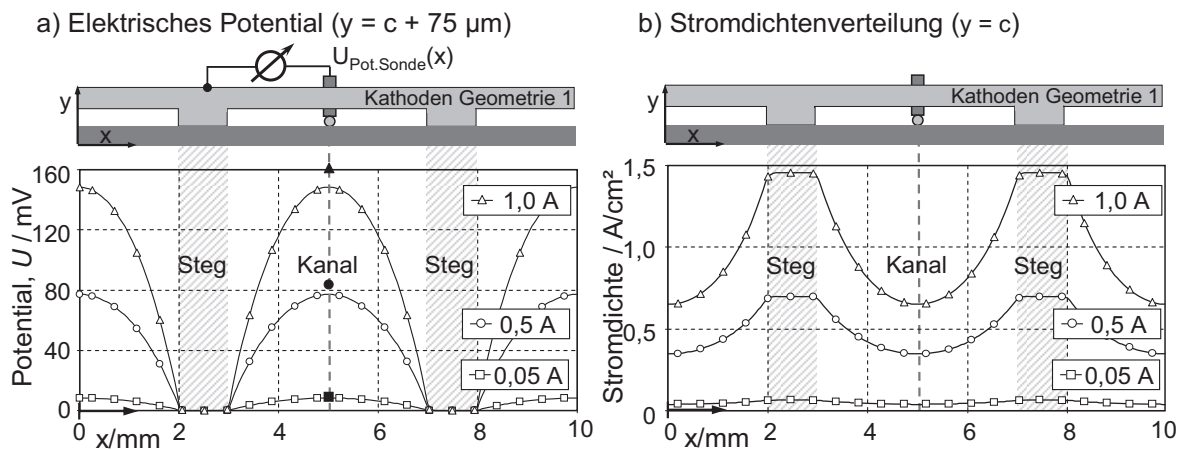 a) Elektrisches Potential (y = c + 75 µm)
U Pot.Sonde(x)
y
Kathoden Geometrie 1
x
160
120
80
40
0
Potential, U / mV
1,0 A
Steg
Kanal
Steg
0,5 A
0,05 A
x/mm
2
4
6
8
10
b) Stromdichtenverteilung (y = c)
Kathoden Geometrie 1
1,5
1,0
0,5
0
Stromdichte / A/cm²
1,0 A
Steg
Kanal
Steg
0,5 A
0,05 A
0
x/mm
2
4
6
8
10